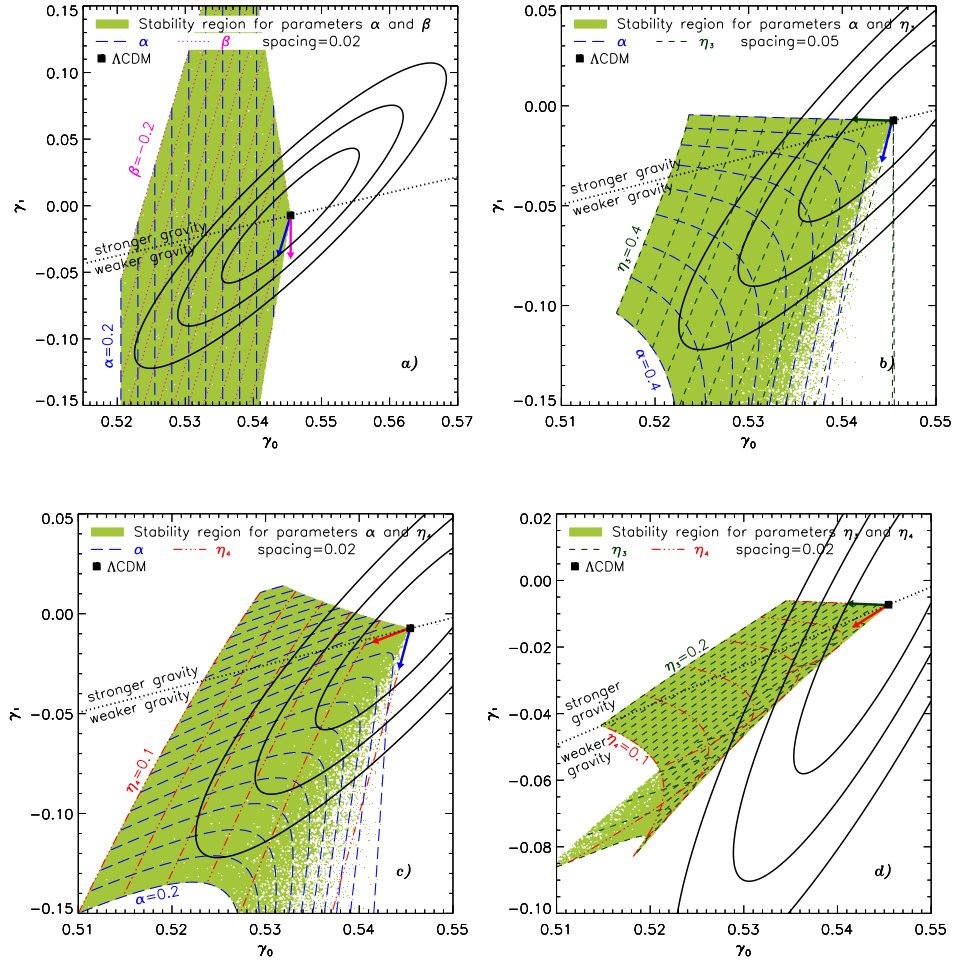 0.15
0.10
0.05
0.00
−0.05
−0.10
−0.15
γ₁
Stability region for parameters α and β
α β spacing=0.02
ΛCDM
β=−0.2
stronger gravity
weaker gravity
α=0.2
a)
0.52 0.53 0.54 0.55 0.56 0.57
γ₀
0.05
0.00
−0.05
−0.10
−0.15
γ₁
Stability region for parameters α and η₃
α η₃ spacing=0.05
ΛCDM
stronger gravity
weaker gravity
η₃=0.4
α=0.4
b)
0.51 0.52 0.53 0.54 0.55
γ₀
0.05
0.00
−0.05
−0.10
−0.15
γ₁
Stability region for parameters α and η₄
α η₄ spacing=0.02
ΛCDM
stronger gravity
weaker gravity
η₄=0.1
α=0.2
c)
0.51 0.52 0.53 0.54 0.55
γ₀
0.02
0.00
−0.02
−0.04
−0.06
−0.08
−0.10
γ₁
Stability region for parameters η₃ and η₄
η₃ η₄ spacing=0.02
ΛCDM
η₃=0.2
stronger
gravity
weaker
gravity
η₄=0.1
d)
0.51 0.52 0.53 0.54 0.55
γ₀